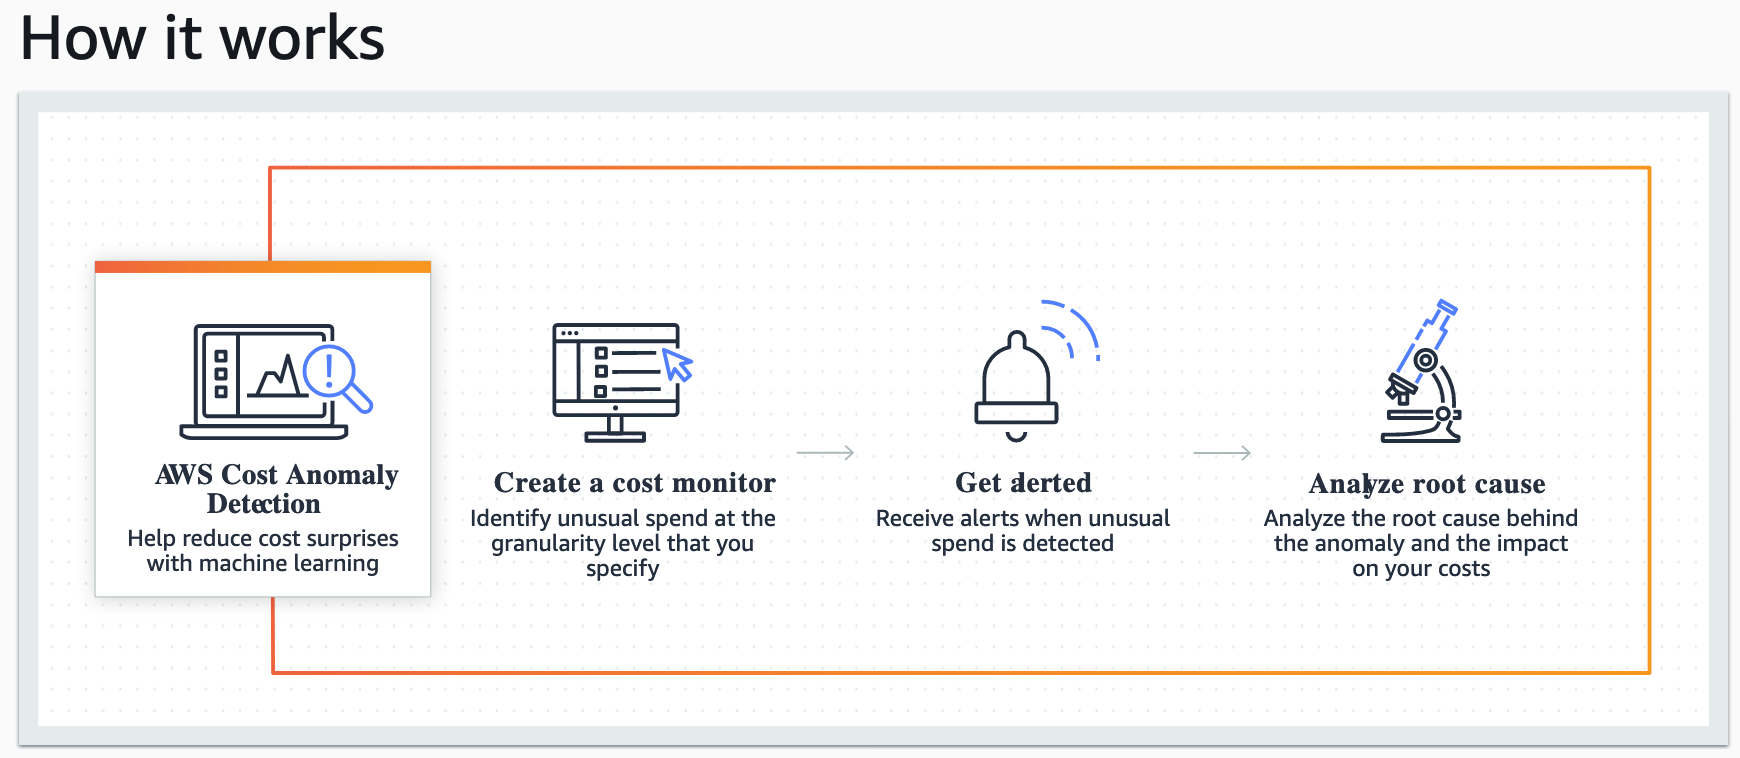 How it works
AWS Cost Anomaly
Detection
Help reduce cost surprises
with machine learning
Create a cost monitor
Identify unusual spend at the
granularity level that you
specify
Get alerted
Receive alerts when unusual
spend is detected
Analyze root cause
Analyze the root cause behind
the anomaly and the impact
on your costs